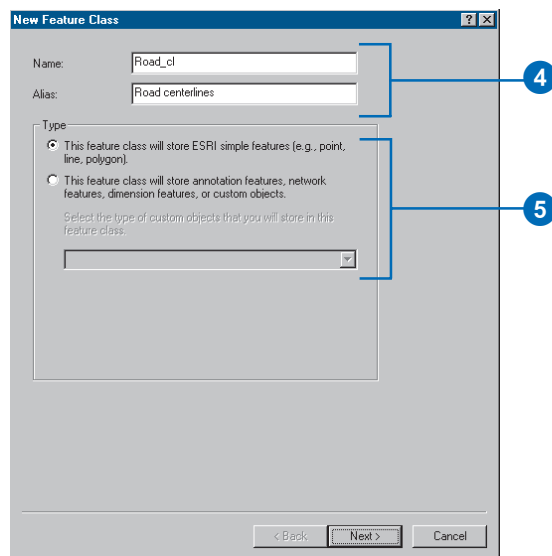 New Feature Class
Name:
Road_cl
Alias:
Road centerlines
4
Type
This feature class will store ESRI simple features (e.g., point,
line, polygon).
This feature class will store annotation features, network
features, dimension features, or custom objects.
Select the type of custom objects that you will store in this
feature class.
5
< Back
Next >
Cancel